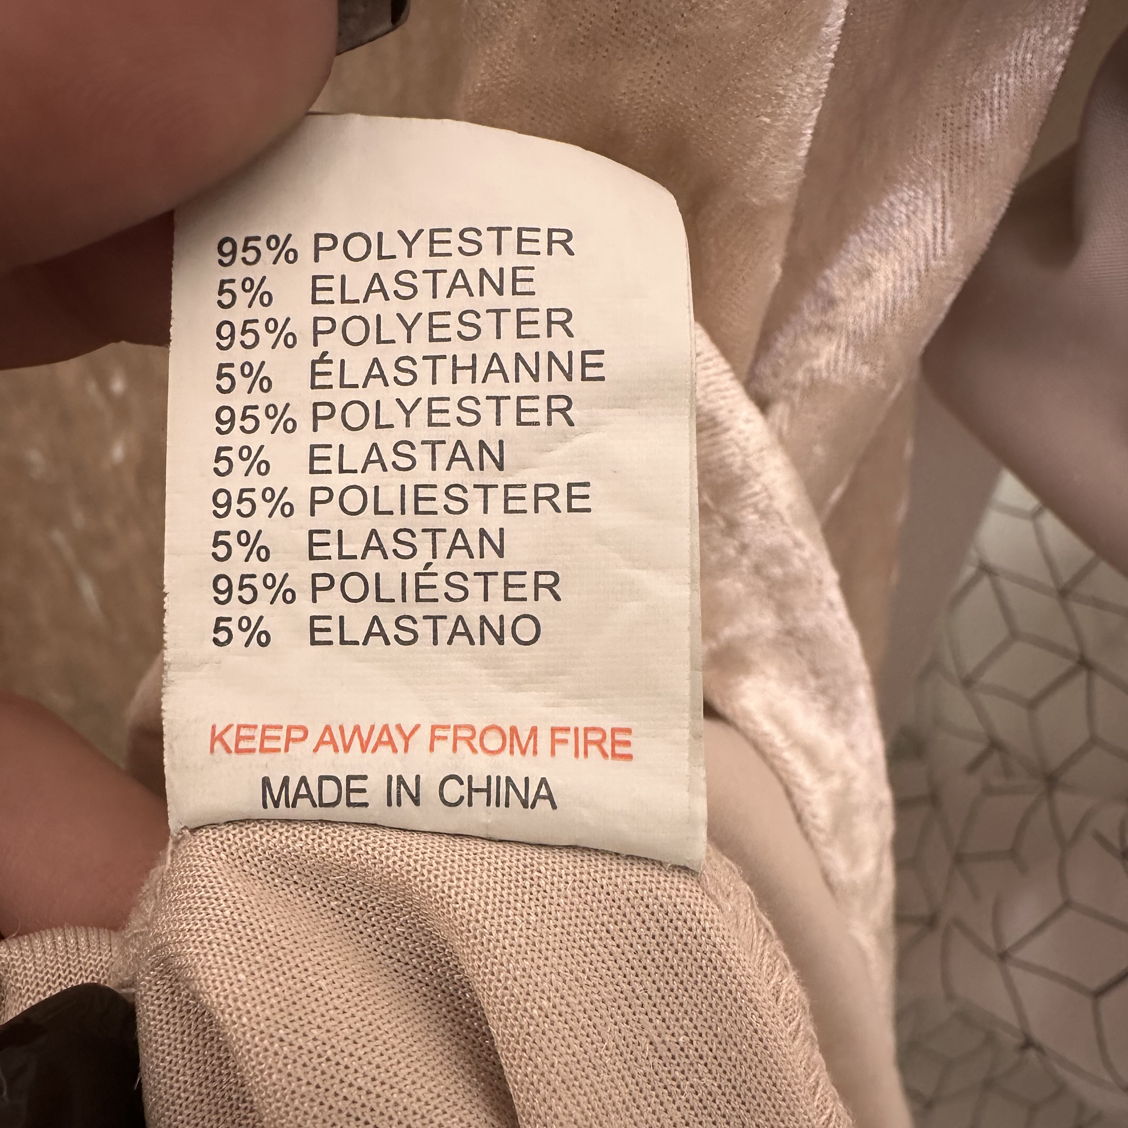 95% POLYESTER
5% ELASTANE
95% POLYESTER
5% ÉLASTHANNE
95% POLYESTER
5% ELASTAN
95% POLIESTERE
5% ELASTAN
95% POLIÉSTER
5% ELASTANO
KEEP AWAY FROM FIRE
MADE IN CHINA